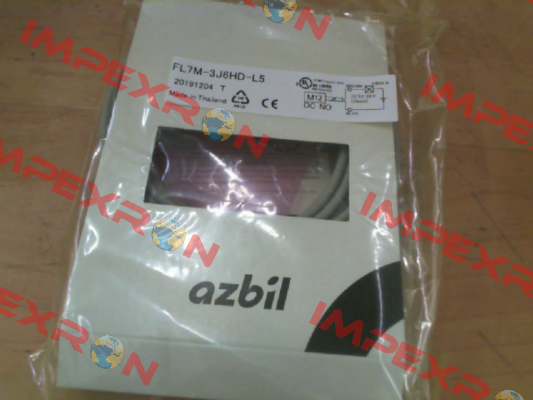 FL7M-3J6HD-L5
20191204 T
Made in Thailand
CE
M12
DC NO
azbil
IMPEXRON
IMPEXRON
IMPEXRON
IMPEXRON
IMPEXRON